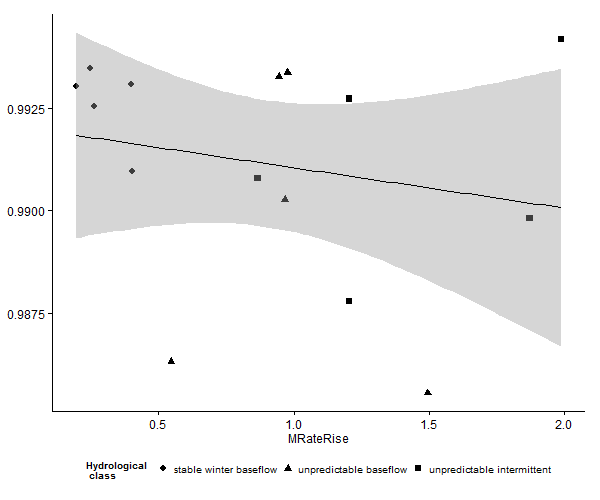 0.9925
0.9900
0.9875
0.5 1.0 1.5 2.0
MRateRise
Hydrological
class
stable winter baseflow unpredictable baseflow unpredictable intermittent